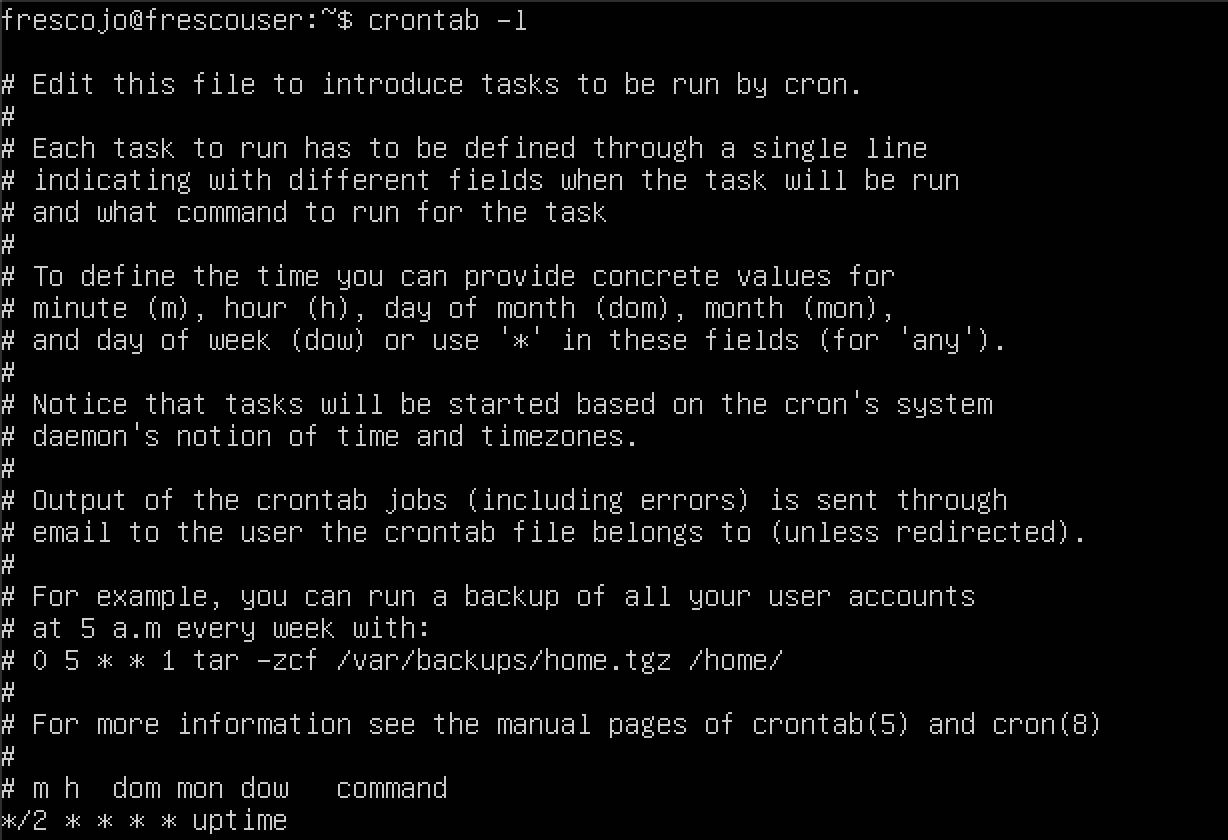 frescojo@frescouser:~$ crontab -l

# Edit this file to introduce tasks to be run by cron.
#
# Each task to run has to be defined through a single line
# indicating with different fields when the task will be run
# and what command to run for the task
#
# To define the time you can provide concrete values for
# minute (m), hour (h), day of month (dom), month (mon),
# and day of week (dow) or use '*' in these fields (for 'any').
#
# Notice that tasks will be started based on the cron's system
# daemon's notion of time and timezones.
#
# Output of the crontab jobs (including errors) is sent through
# email to the user the crontab file belongs to (unless redirected).
#
# For example, you can run a backup of all your user accounts
# at 5 a.m every week with:
# 0 5 * * 1 tar -zcf /var/backups/home.tgz /home/
#
# For more information see the manual pages of crontab(5) and cron(8)
#
# m h  dom mon dow   command
*/2 * * * * uptime